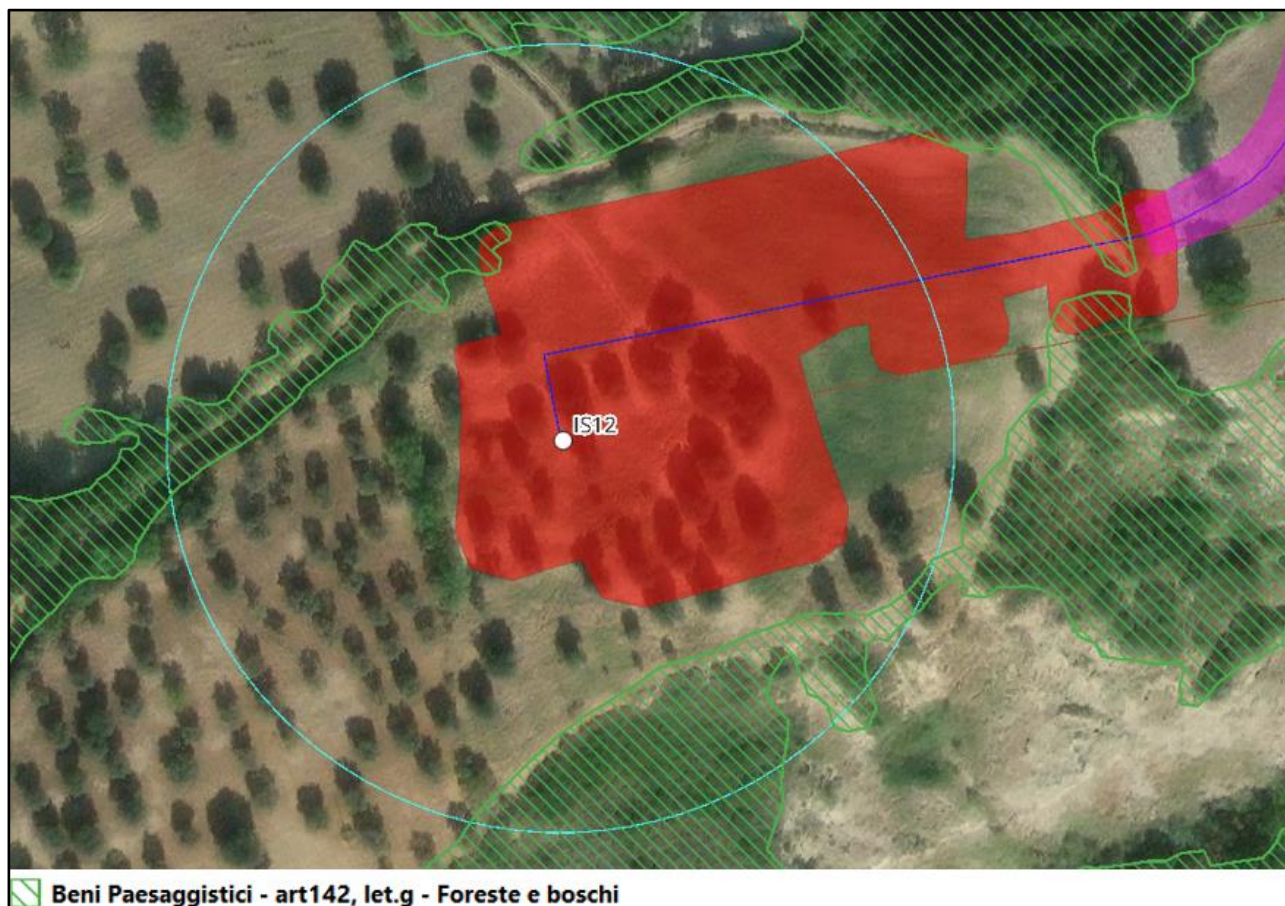 IS12
Beni Paesaggistici - art142, let.g - Foreste e boschi